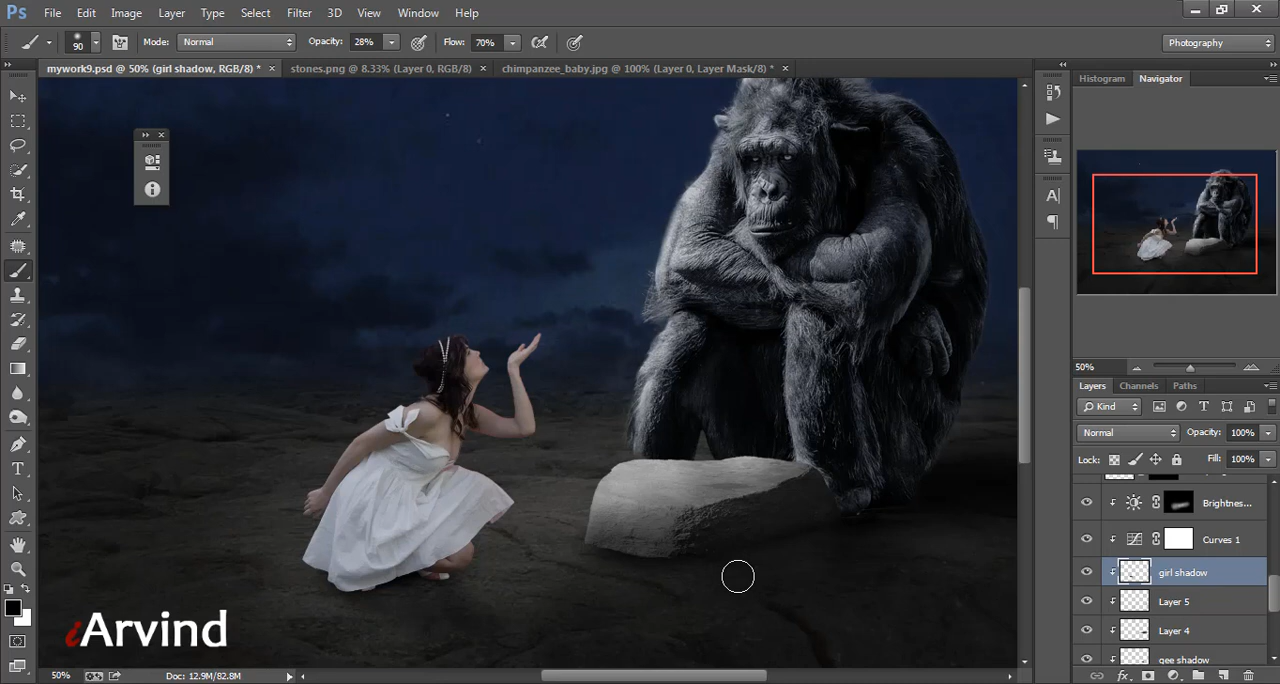 Ps File Edit Image Layer Type Select Filter 3D View Window Help
90 Mode: Normal Opacity: 28% Flow: 70% Photography
mywork9.psd @ 50% (girl shadow, RGB/8) * × stones.png @ 8.33% (Layer 0, RGB/8) × chimpanzee_baby.jpg @ 100% (Layer 0, Layer Mask/8) * ×
Histogram Navigator
50%
Layers Channels Paths
Kind
Normal Opacity: 100%
Lock: Fill: 100%
Brightnes...
Curves 1
girl shadow
Layer 5
Layer 4
gee shadow
iArvind
50% Doc: 12.9M/82.8M